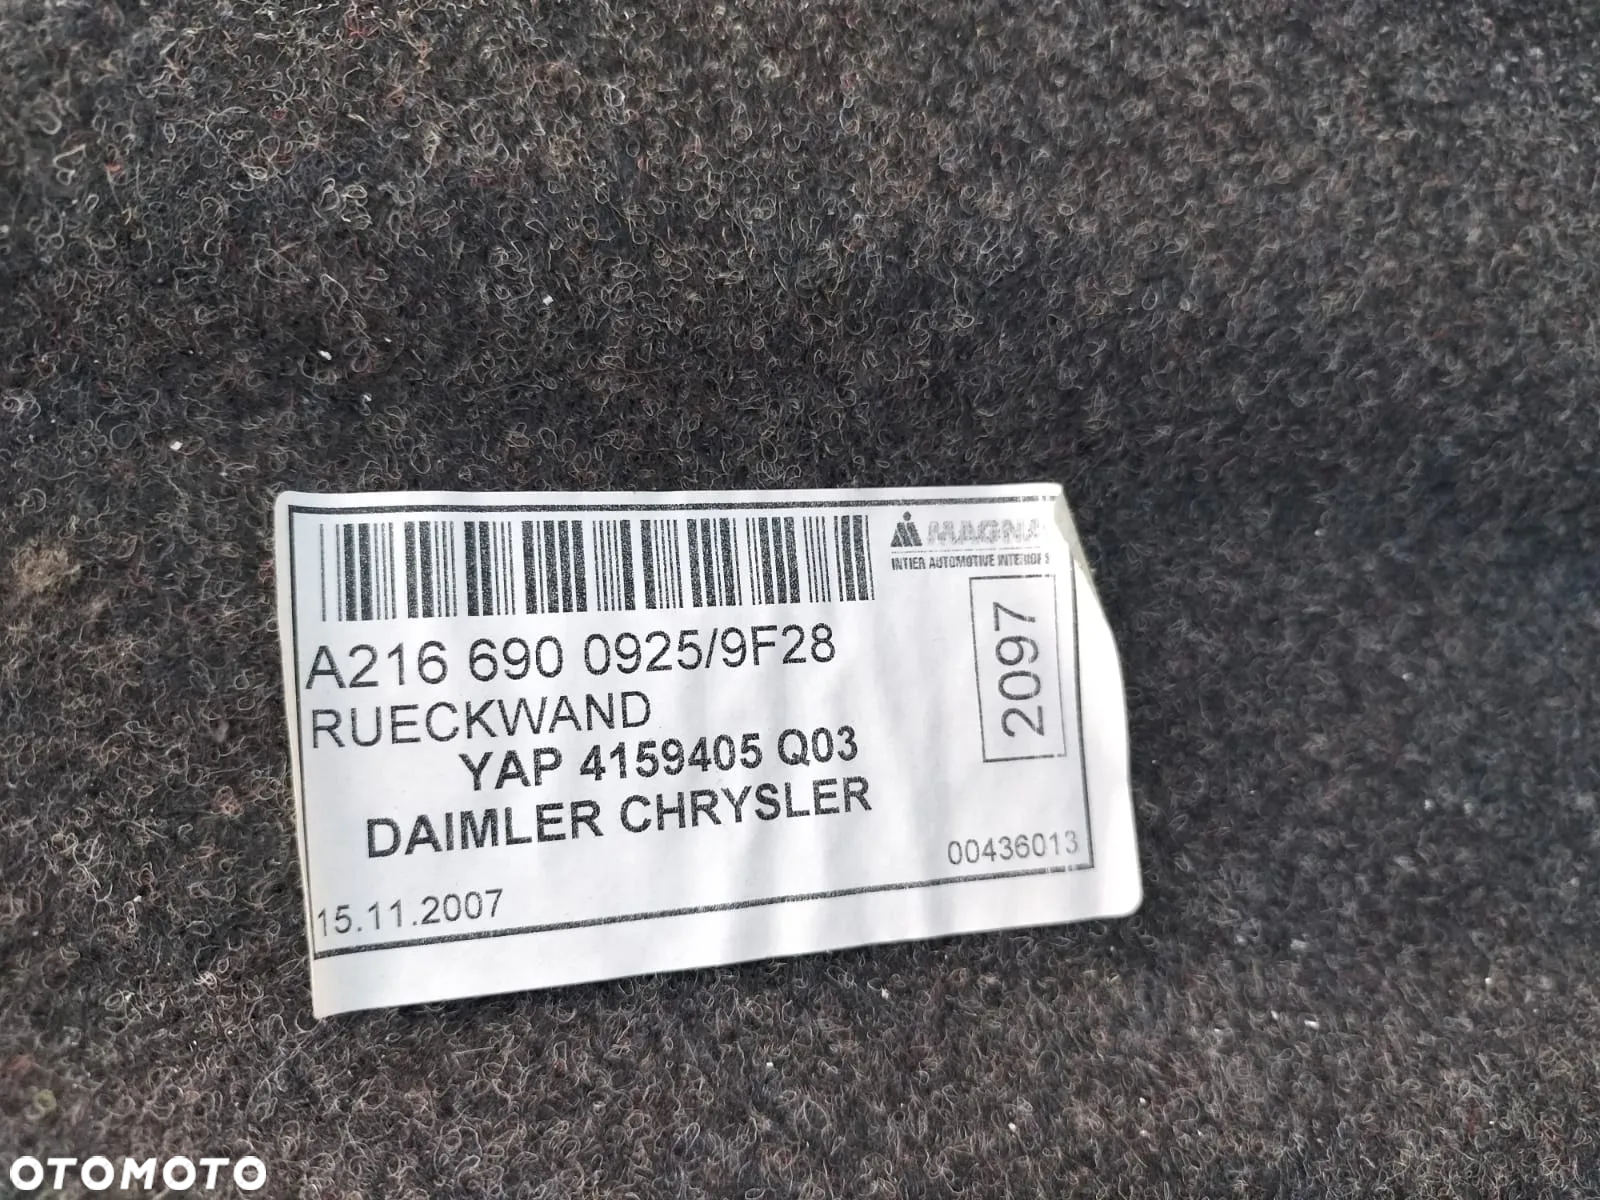 MAGNA
INTIER AUTOMOTIVE INTERIORS
A216 690 0925/9F28
2097
RUECKWAND
YAP 4159405 Q03
DAIMLER CHRYSLER
00436013
15.11.2007
OTOMOTO